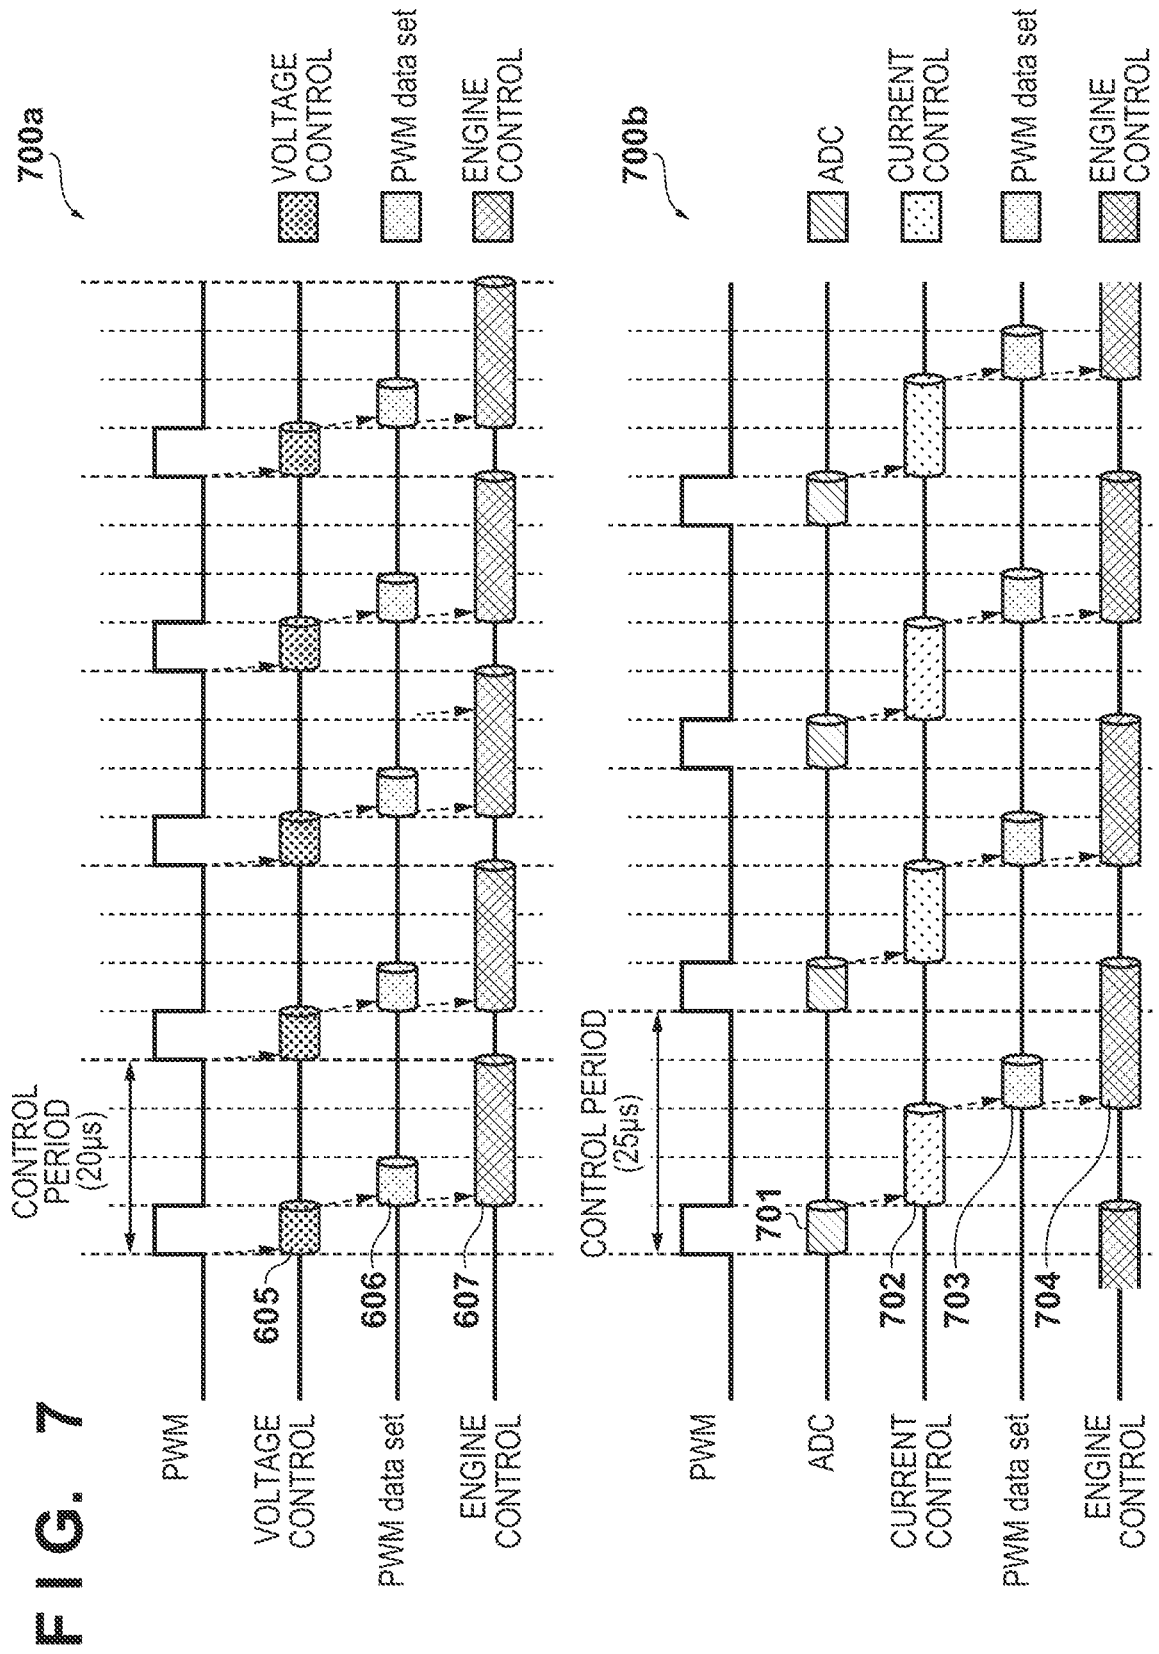 FIG. 7
700a
CONTROL
PERIOD
(20μs)
PWM
VOLTAGE
CONTROL
PWM data set
ENGINE
CONTROL
605
606
607
VOLTAGE
CONTROL
PWM data set
ENGINE
CONTROL
700b
CONTROL PERIOD
(25μs)
PWM
ADC
CURRENT
CONTROL
PWM data set
ENGINE
CONTROL
701
702
703
704
ADC
CURRENT
CONTROL
PWM data set
ENGINE
CONTROL